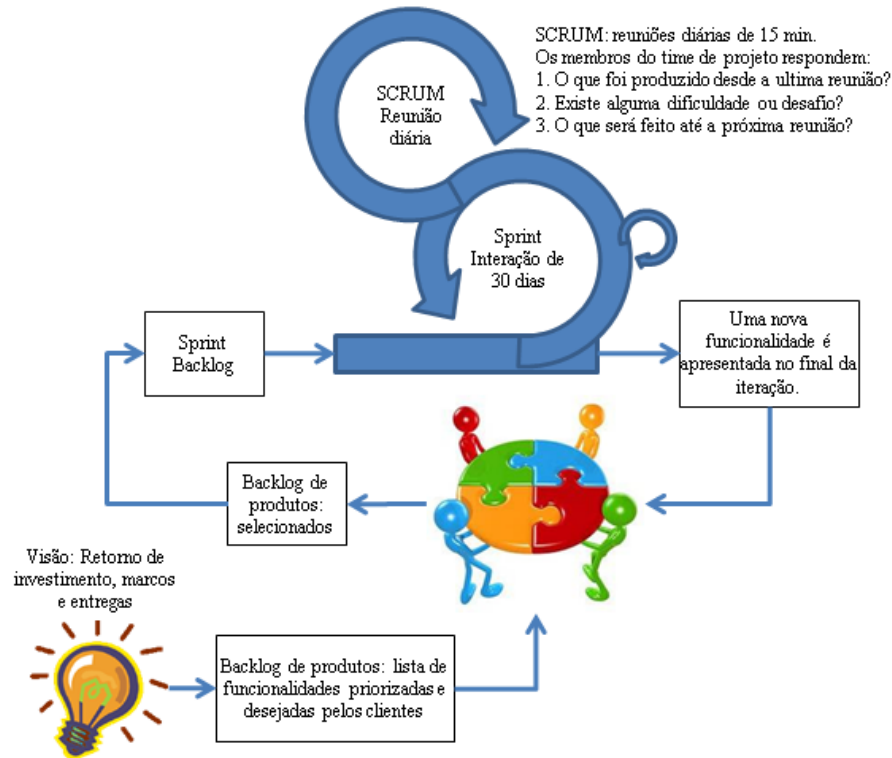 SCRUM: reuniões diárias de 15 min.
Os membros do time de projeto respondem:
1. O que foi produzido desde a ultima reunião?
2. Existe alguma dificuldade ou desafio?
3. O que será feito até a próxima reunião?
SCRUM
Reunião
diária
Sprint
Interação de
30 dias
Sprint
Backlog
Uma nova
funcionalidade é
apresentada no final da
iteração.
Backlog de
produtos:
selecionados
Visão: Retorno de
investimento, marcos
e entregas
Backlog de produtos: lista de
funcionalidades priorizadas e
desejadas pelos clientes